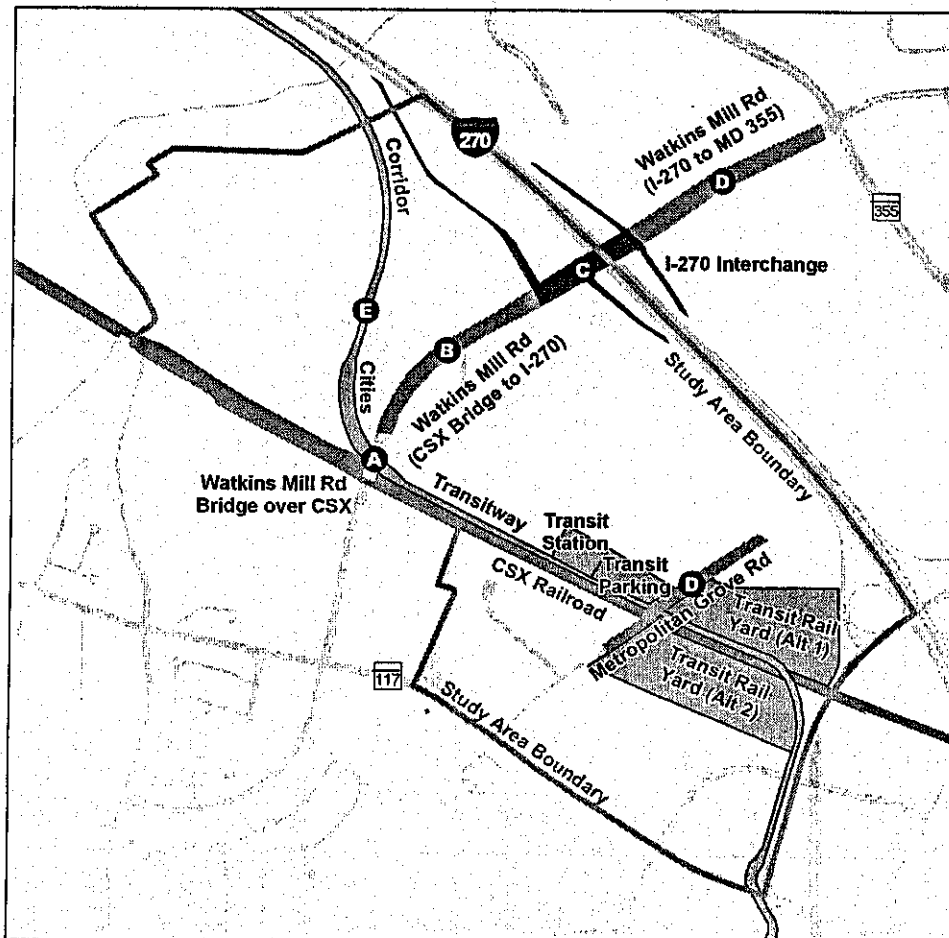 270
Watkins Mill Rd
(I-270 to MD 355)
D
355
Corridor
I-270 Interchange
C
E
B
Cities
Watkins Mill Rd
(CSX Bridge to I-270)
Study Area Boundary
A
Watkins Mill Rd
Bridge over CSX
Transitway
Transit
Station
CSX Railroad
Transit
Parking
D
Metropolitan Grove Rd
Transit Rail
Yard (Alt 1)
Transit Rail
Yard (Alt 2)
117
Study Area Boundary